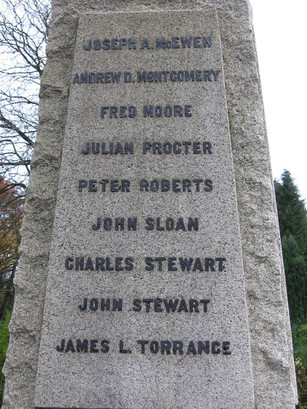 JOSEPH A. McEWEN
ANDREW D. MONTGOMERY
FRED MOORE
JULIAN PROCTER
PETER ROBERTS
JOHN SLOAN
CHARLES STEWART
JOHN STEWART
JAMES L. TORRANCE